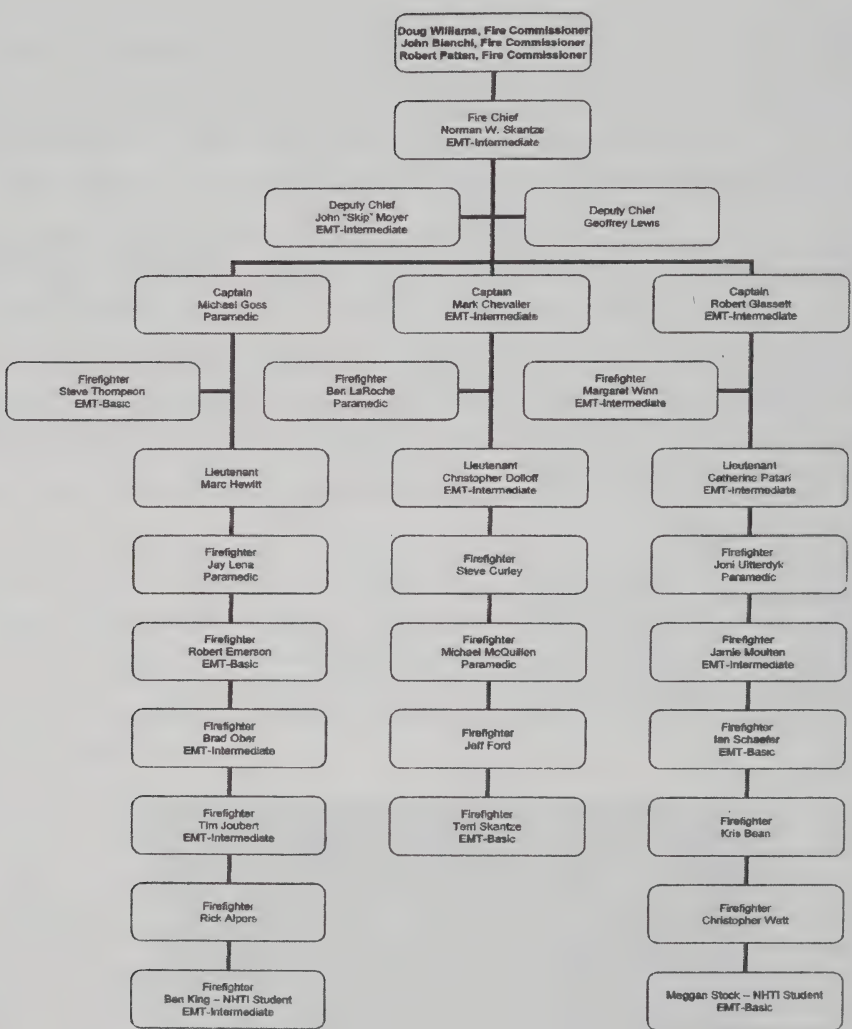 Doug Williams, Fire Commissioner
John Bianchi, Fire Commissioner
Robert Patten, Fire Commissioner
Fire Chief
Norman W. Skantze
EMT-Intermediate
Deputy Chief
John "Skip" Moyer
EMT-Intermediate
Deputy Chief
Geoffrey Lewis
Captain
Michael Goss
Paramedic
Captain
Mark Chevalier
EMT-Intermediate
Captain
Robert Glassett
EMT-Intermediate
Firefighter
Steve Thompson
EMT-Basic
Firefighter
Ben LaRoche
Paramedic
Firefighter
Margaret Winn
EMT-Intermediate
Lieutenant
Marc Hewitt
Lieutenant
Christopher Dolloff
EMT-Intermediate
Lieutenant
Catherine Patari
EMT-Intermediate
Firefighter
Jay Lena
Paramedic
Firefighter
Steve Curley
Firefighter
Joni Uitterdyk
Paramedic
Firefighter
Robert Emerson
EMT-Basic
Firefighter
Michael McQuillen
Paramedic
Firefighter
Jamie Moulten
EMT-Intermediate
Firefighter
Brad Ober
EMT-Intermediate
Firefighter
Jeff Ford
Firefighter
Ian Schaefer
EMT-Basic
Firefighter
Tim Joubert
EMT-Intermediate
Firefighter
Terri Skantze
EMT-Basic
Firefighter
Kris Bean
Firefighter
Rick Alpers
Firefighter
Christopher Watt
Firefighter
Ben King – NHTI Student
EMT-Intermediate
Meggan Stock – NHTI Student
EMT-Basic